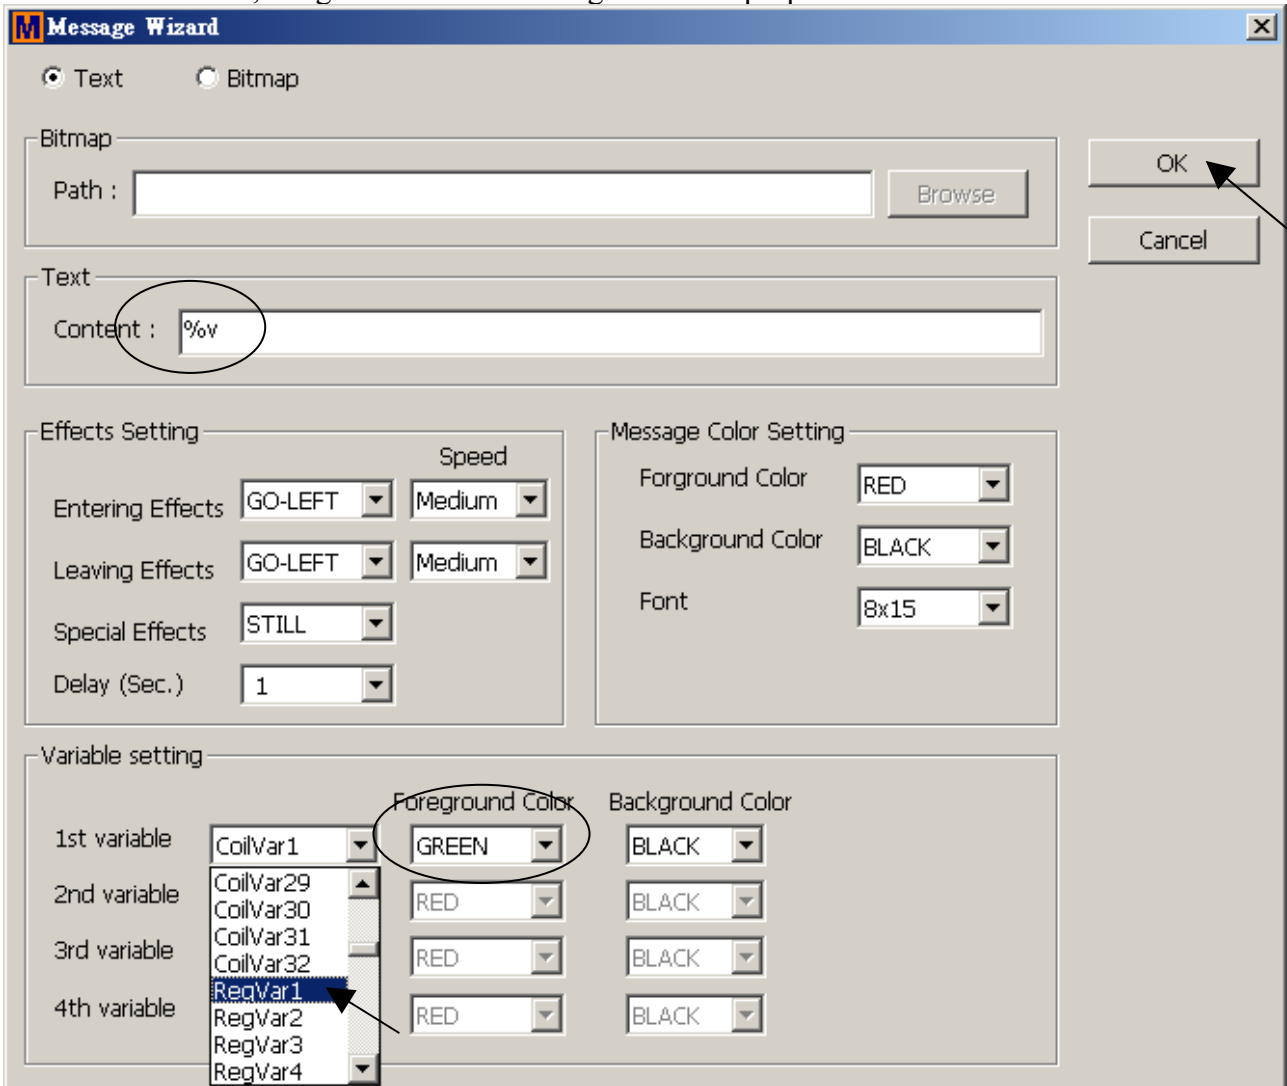 Message Wizard
Text Bitmap
Bitmap
Path :
Browse
OK
Cancel
Text
Content : %v
Effects Setting
Speed
Entering Effects GO-LEFT Medium
Leaving Effects GO-LEFT Medium
Special Effects STILL
Delay (Sec.) 1
Message Color Setting
Forground Color RED
Background Color BLACK
Font 8x15
Variable setting
Foreground Color Background Color
1st variable CoilVar1 GREEN BLACK
2nd variable RED BLACK
3rd variable RED BLACK
4th variable RED BLACK
CoilVar29
CoilVar30
CoilVar31
CoilVar32
RegVar1
RegVar2
RegVar3
RegVar4